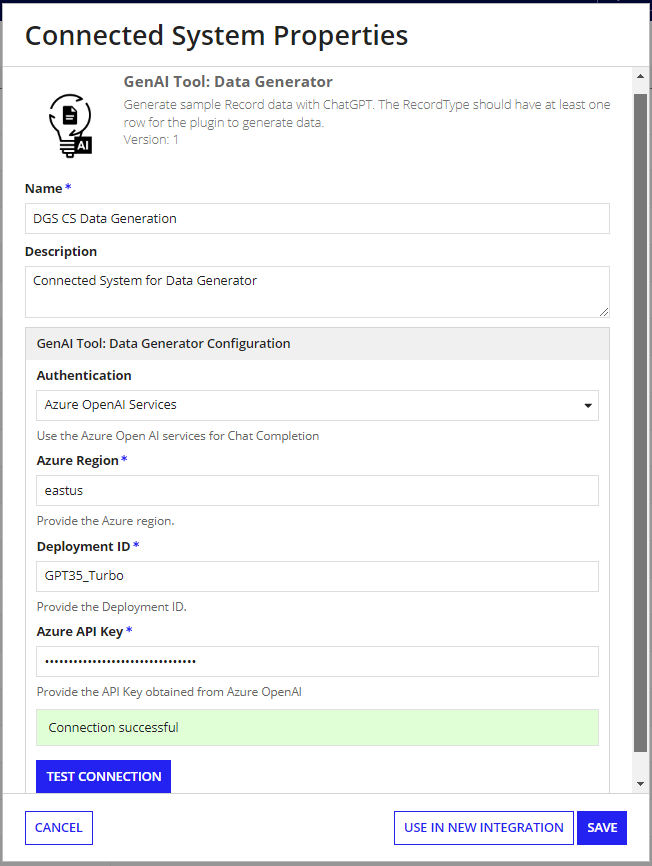 Connected System Properties
GenAI Tool: Data Generator
Generate sample Record data with ChatGPT. The RecordType should have at least one
row for the plugin to generate data.
Version: 1
AI
Name *
DGS CS Data Generation
Description
Connected System for Data Generator
GenAI Tool: Data Generator Configuration
Authentication
Azure OpenAI Services
Use the Azure Open AI services for Chat Completion
Azure Region *
eastus
Provide the Azure region.
Deployment ID *
GPT35_Turbo
Provide the Deployment ID.
Azure API Key *
••••••••••••••••••••••••••••••••
Provide the API Key obtained from Azure OpenAI
Connection successful
TEST CONNECTION
CANCEL
USE IN NEW INTEGRATION
SAVE